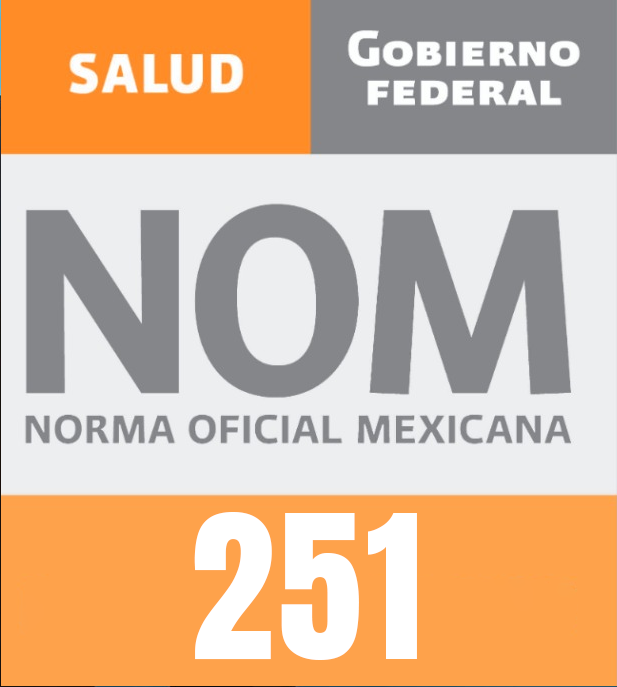 SALUD
GOBIERNO
FEDERAL
NOM
NORMA OFICIAL MEXICANA
251